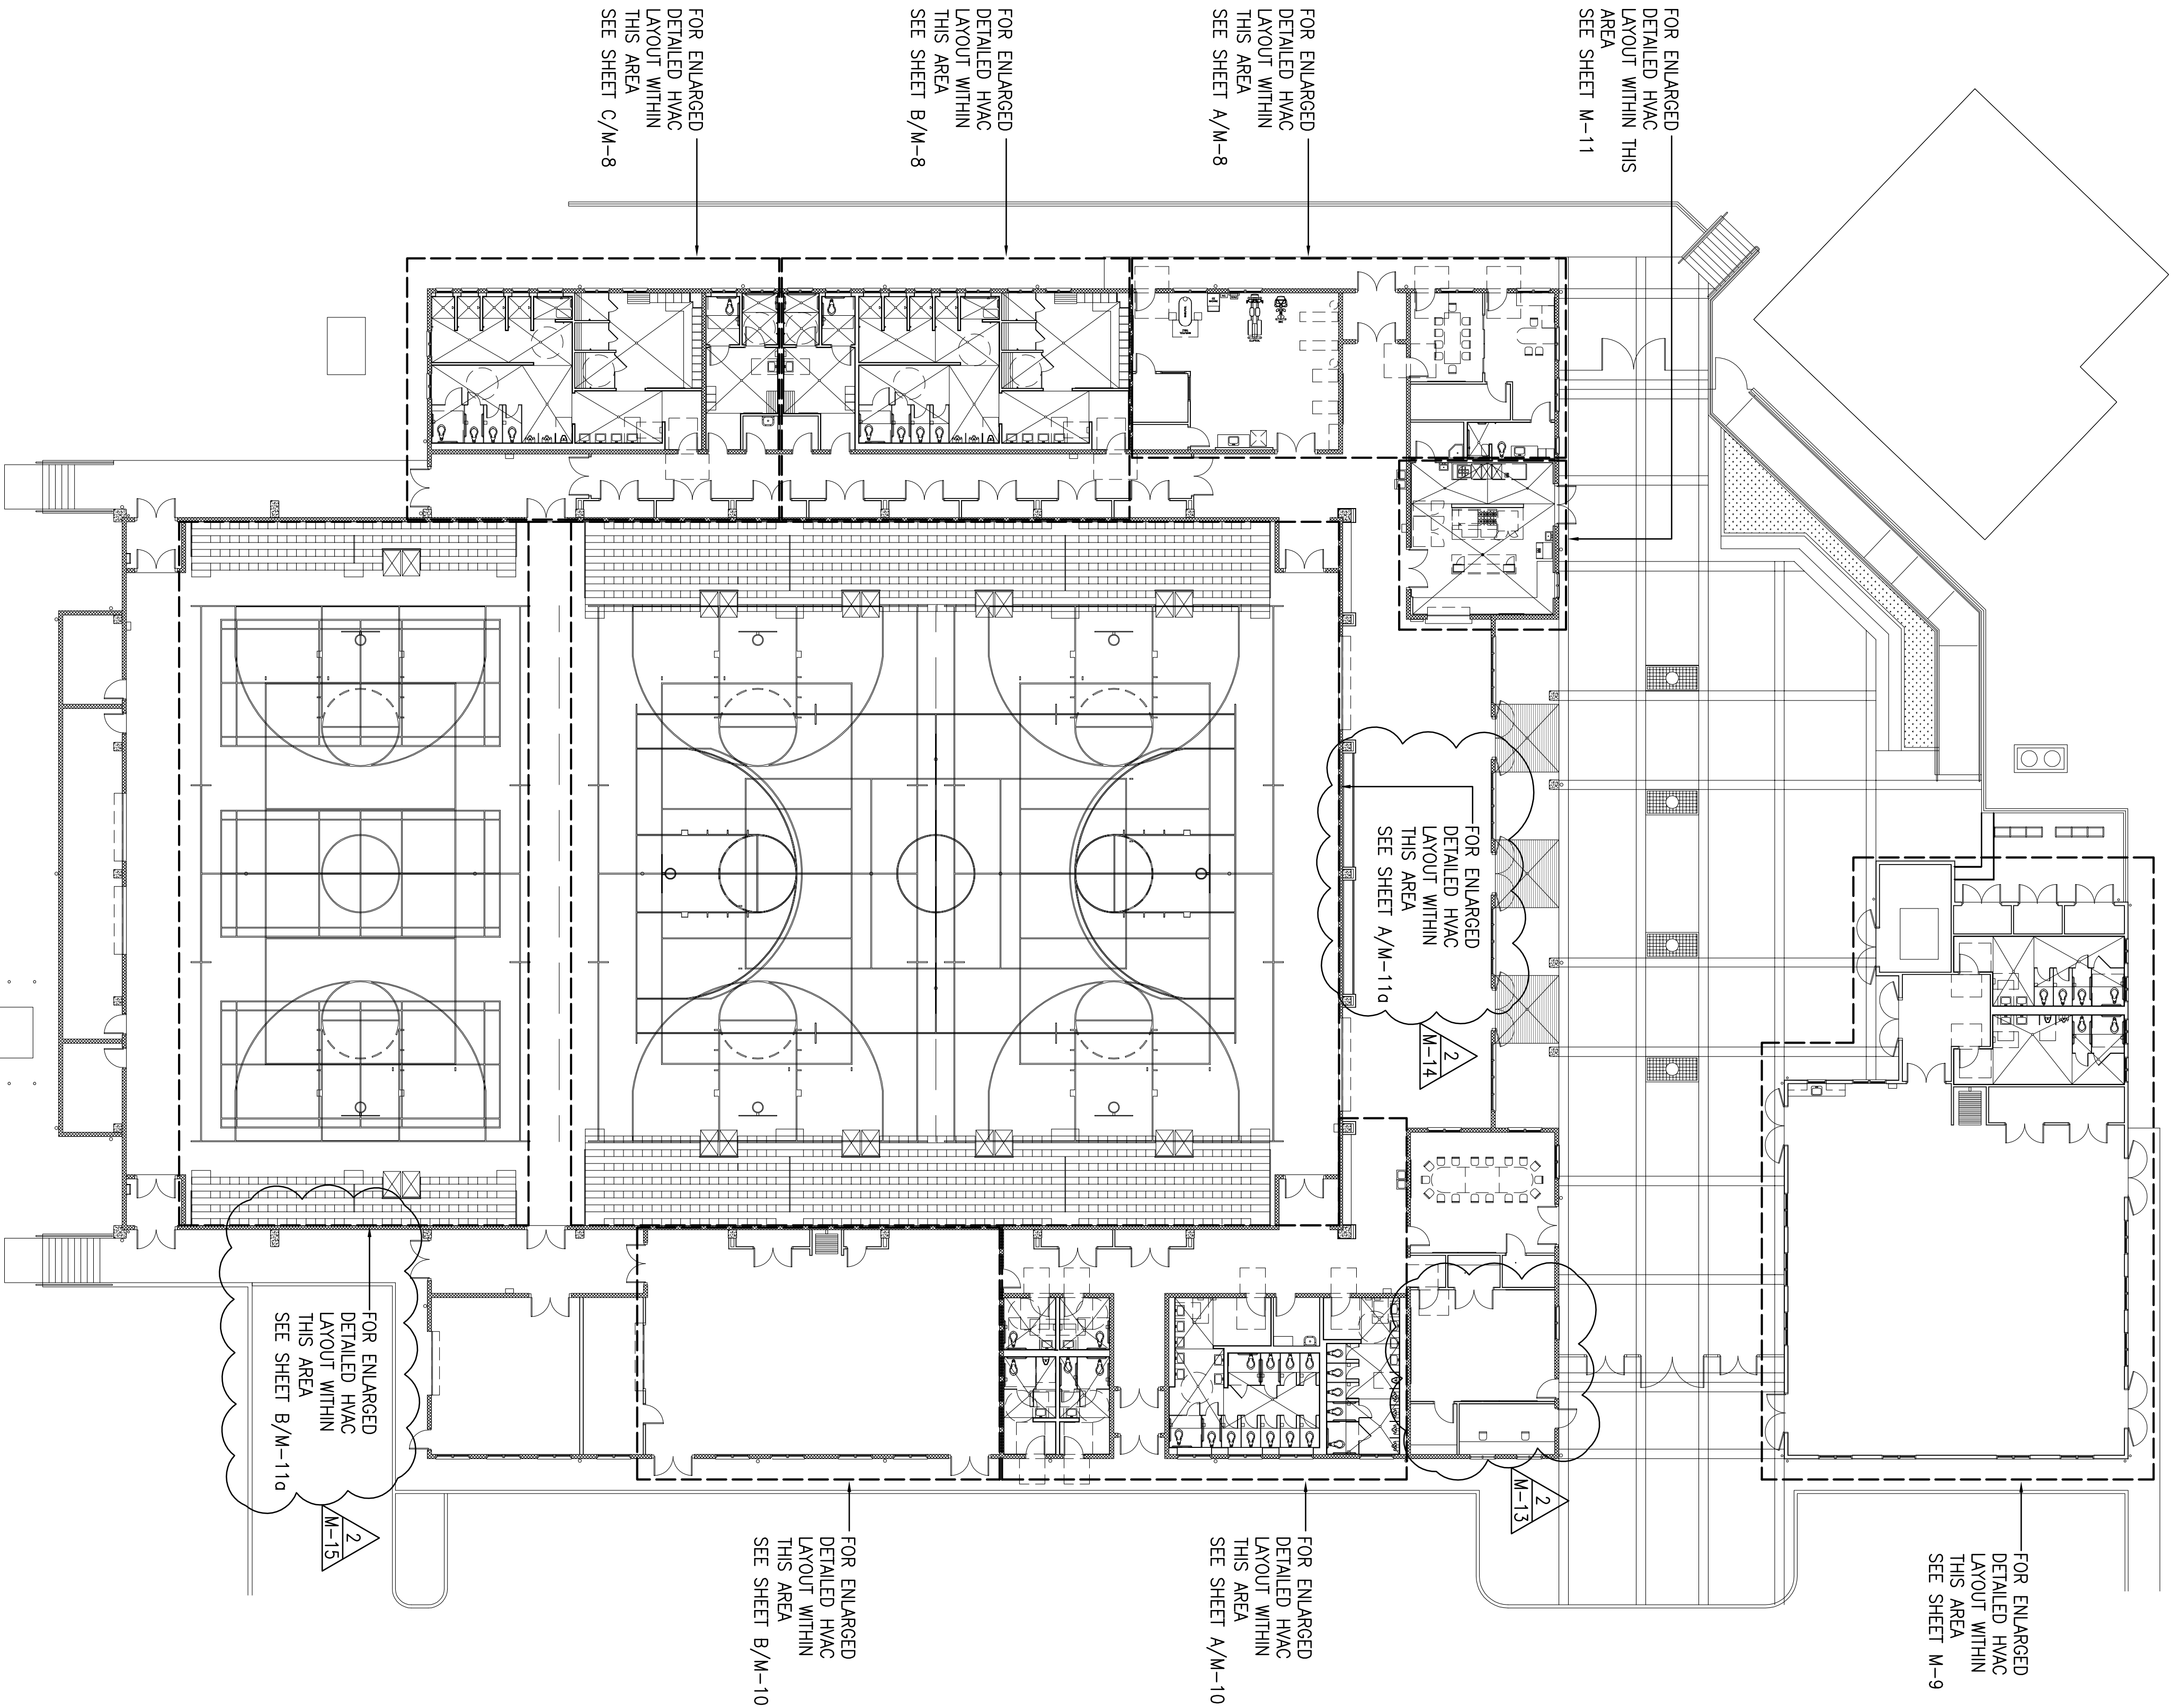 FOR ENLARGED
DETAILED HVAC
LAYOUT WITHIN THIS
AREA
SEE SHEET M-11
FOR ENLARGED
DETAILED HVAC
LAYOUT WITHIN
THIS AREA
SEE SHEET A/M-8
FOR ENLARGED
DETAILED HVAC
LAYOUT WITHIN
THIS AREA
SEE SHEET B/M-8
FOR ENLARGED
DETAILED HVAC
LAYOUT WITHIN
THIS AREA
SEE SHEET C/M-8
FOR ENLARGED
DETAILED HVAC
LAYOUT WITHIN
THIS AREA
SEE SHEET A/M-11a
2
M-14
2
M-13
FOR ENLARGED
DETAILED HVAC
LAYOUT WITHIN
THIS AREA
SEE SHEET B/M-11a
2
M-15
FOR ENLARGED
DETAILED HVAC
LAYOUT WITHIN
THIS AREA
SEE SHEET M-9
FOR ENLARGED
DETAILED HVAC
LAYOUT WITHIN
THIS AREA
SEE SHEET A/M-10
FOR ENLARGED
DETAILED HVAC
LAYOUT WITHIN
THIS AREA
SEE SHEET B/M-10